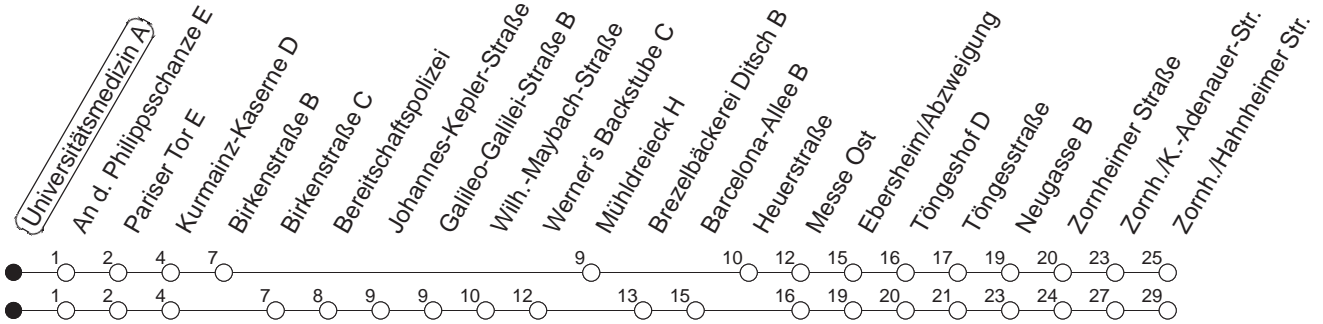 Universitätsmedizin A
An d. Philippsschanze E
Pariser Tor E
Kurmainz-Kaserne D
Birkenstraße B
Birkenstraße C
Bereitschaftspolizei
Johannes-Kepler-Straße
Galileo-Galilei-Straße B
Wilh.-Maybach-Straße
Werner's Backstube C
Mühldreieck H
Brezelbäckerei Ditsch B
Barcelona-Allee B
Heuerstraße
Messe Ost
Ebersheim/Abzweigung
Töngeshof D
Töngesstraße
Neugasse B
Zornheimer Straße
Zornh./K.-Adenauer-Str.
Zornh./Hahnheimer Str.
1 2 4 7 9 10 12 15 16 17 19 20 23 25
1 2 4 7 8 9 9 10 12 13 15 16 19 20 21 23 24 27 29